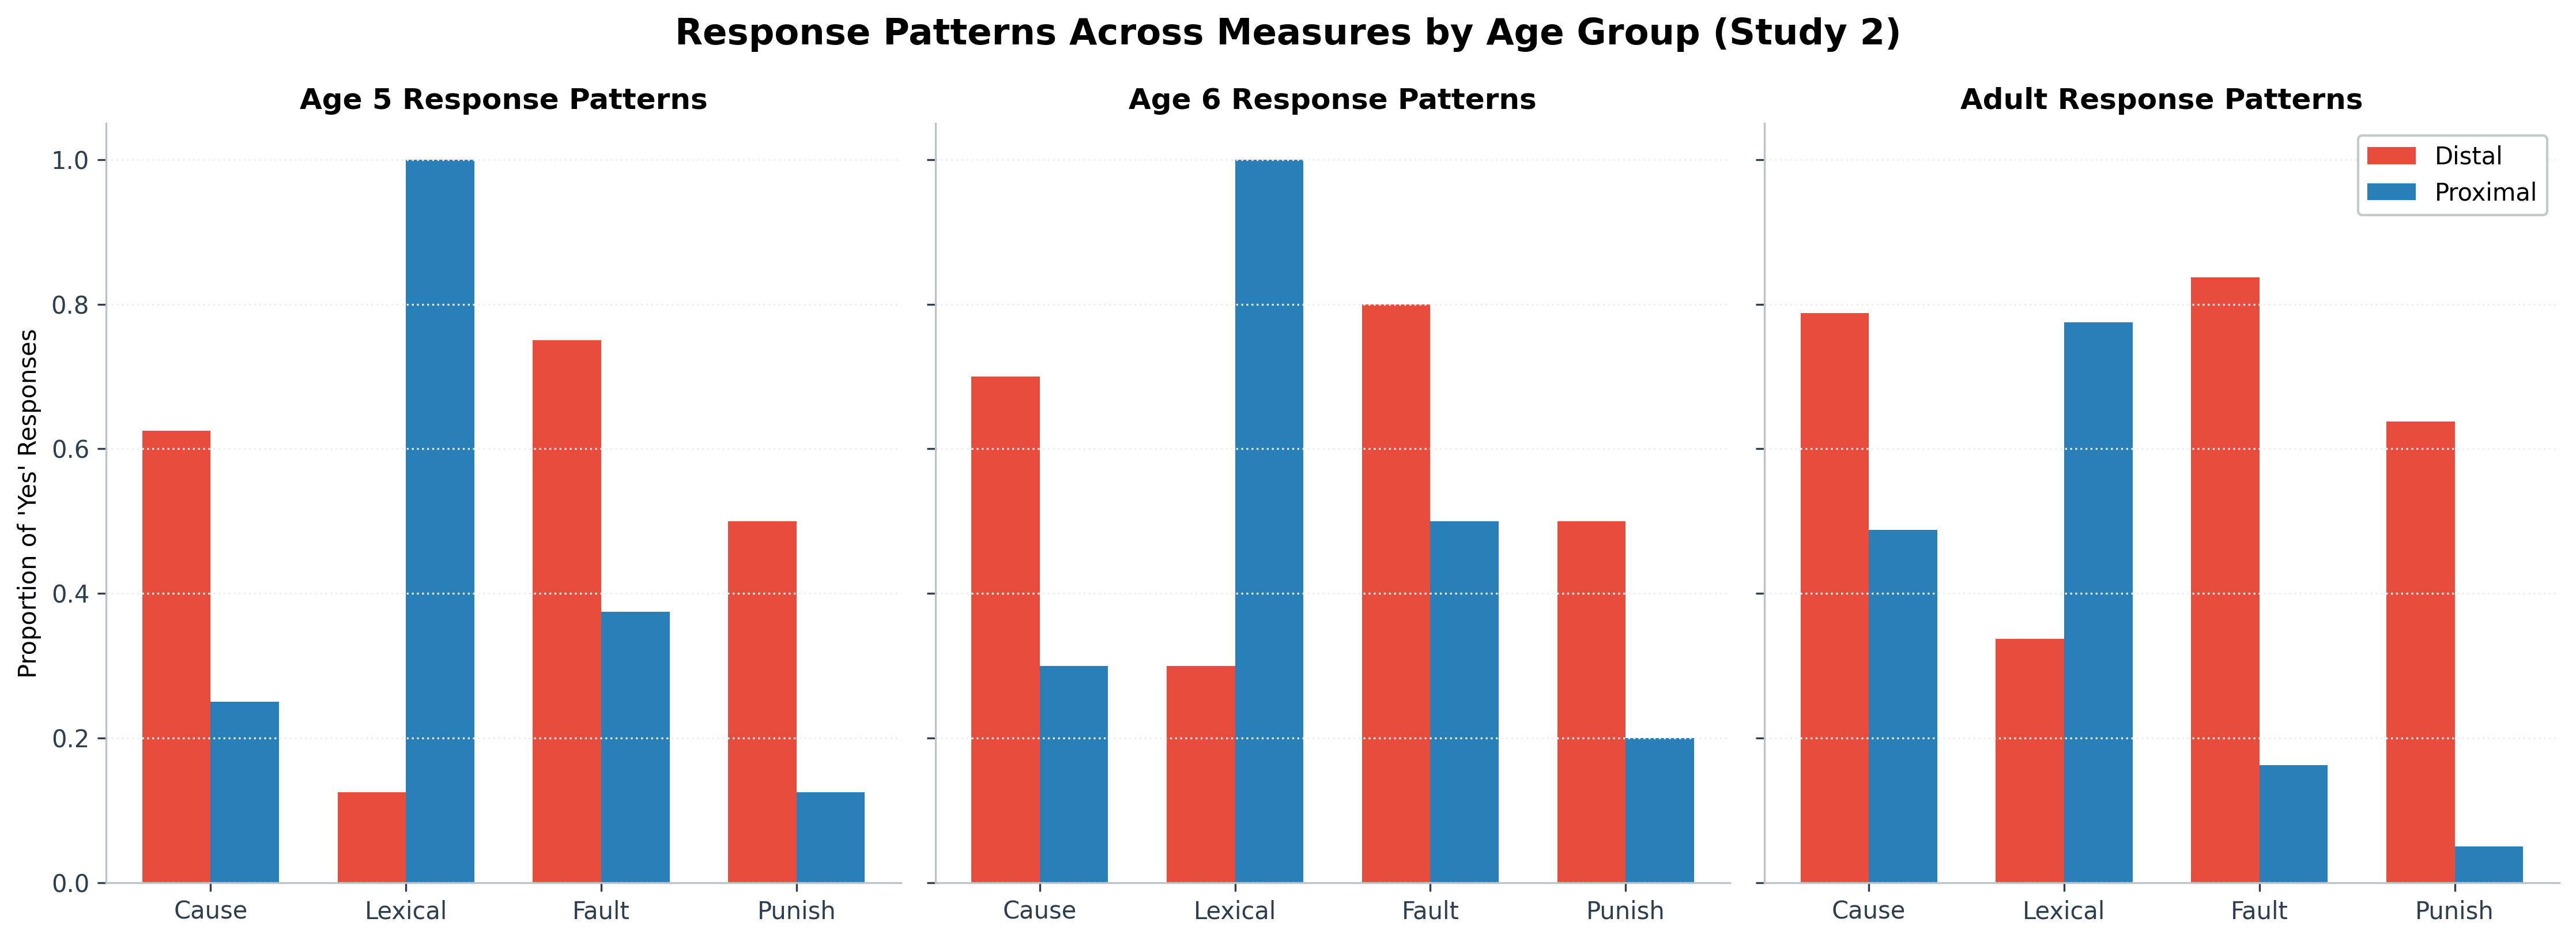 Response Patterns Across Measures by Age Group (Study 2)
Age 5 Response Patterns
Age 6 Response Patterns
Adult Response Patterns
Proportion of 'Yes' Responses
1.0
0.8
0.6
0.4
0.2
0.0
Distal
Proximal
Cause Lexical Fault Punish
Cause Lexical Fault Punish
Cause Lexical Fault Punish